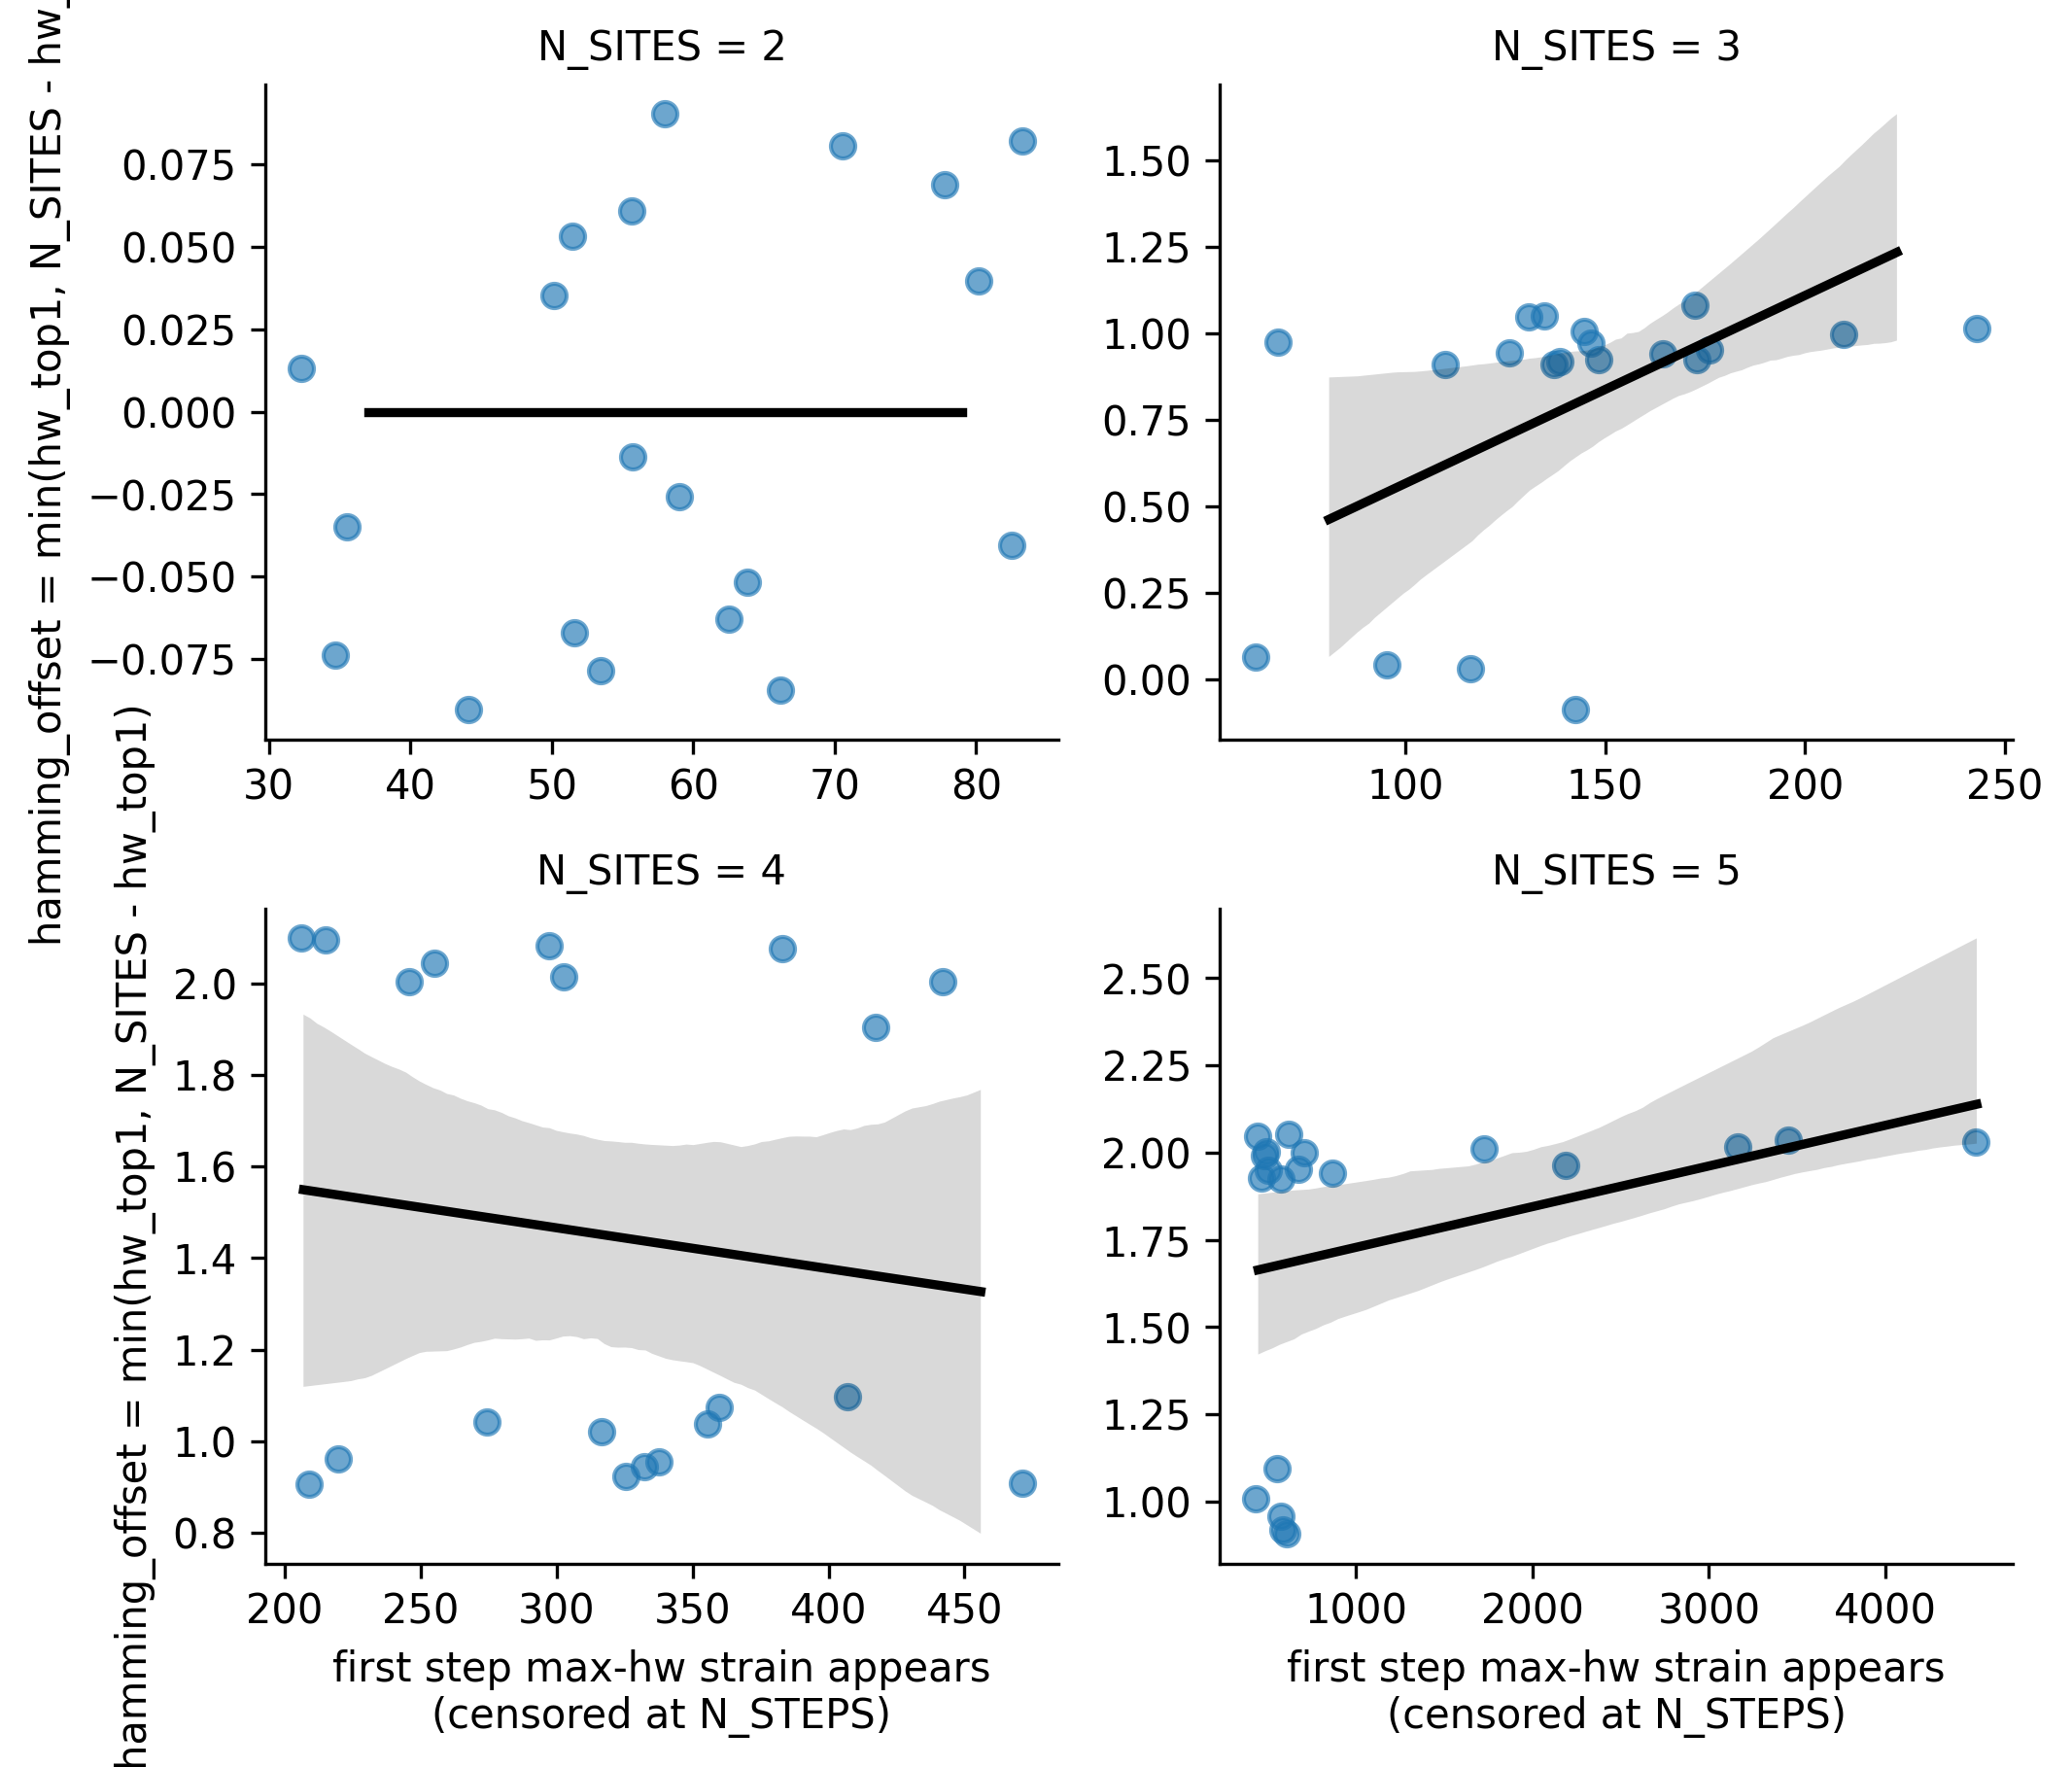 N_SITES = 2
hamming_offset = min(hw_top1, N_SITES - hw_
0.075
0.050
0.025
0.000
−0.025
−0.050
−0.075
30 40 50 60 70 80
N_SITES = 3
1.50
1.25
1.00
0.75
0.50
0.25
0.00
100 150 200 250
N_SITES = 4
hamming_offset = min(hw_top1, N_SITES - hw_top1)
2.0
1.8
1.6
1.4
1.2
1.0
0.8
200 250 300 350 400 450
first step max-hw strain appears
(censored at N_STEPS)
N_SITES = 5
2.50
2.25
2.00
1.75
1.50
1.25
1.00
1000 2000 3000 4000
first step max-hw strain appears
(censored at N_STEPS)